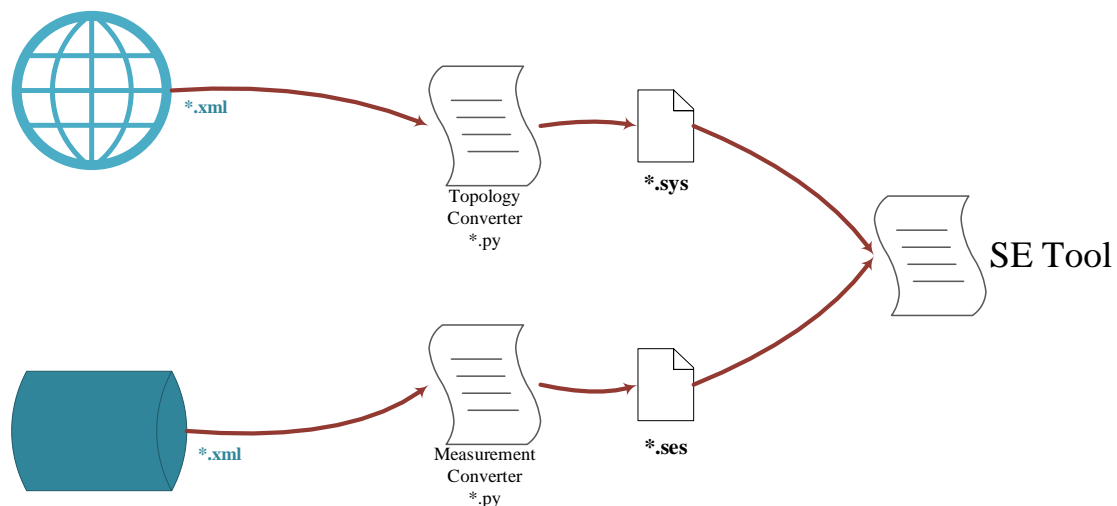 *.xml
Topology
Converter
*.py
*.sys
SE Tool
*.xml
Measurement
Converter
*.py
*.ses